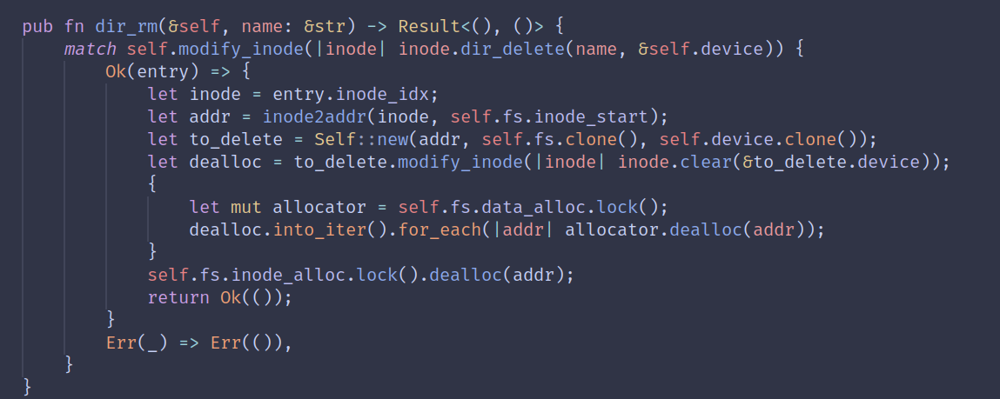 pub fn dir_rm(&self, name: &str) -> Result<(), ()> {
    match self.modify_inode(|inode| inode.dir_delete(name, &self.device)) {
        Ok(entry) => {
            let inode = entry.inode_idx;
            let addr = inode2addr(inode, self.fs.inode_start);
            let to_delete = Self::new(addr, self.fs.clone(), self.device.clone());
            let dealloc = to_delete.modify_inode(|inode| inode.clear(&to_delete.device));
            {
                let mut allocator = self.fs.data_alloc.lock();
                dealloc.into_iter().for_each(|addr| allocator.dealloc(addr));
            }
            self.fs.inode_alloc.lock().dealloc(addr);
            return Ok(());
        }
        Err(_) => Err(()),
    }
}